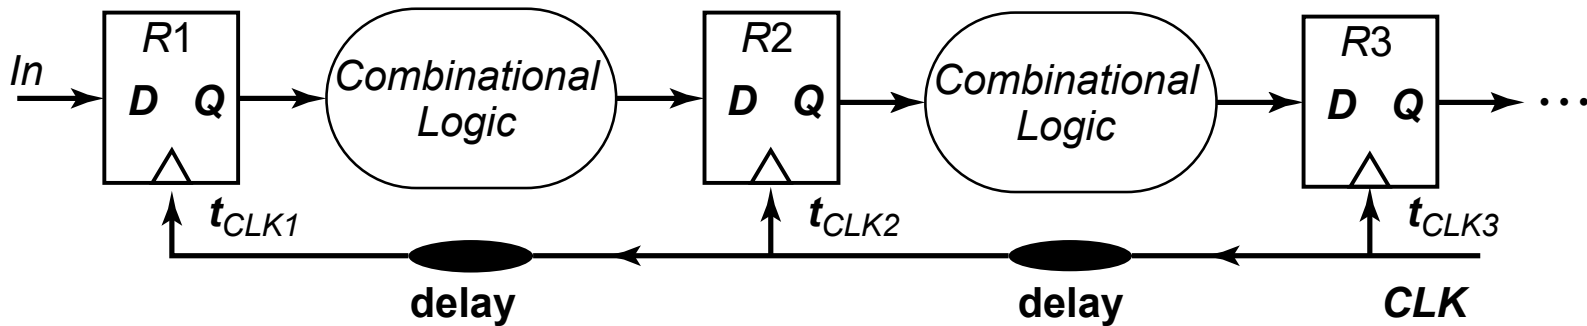 In
R1
D Q
Combinational
Logic
R2
D Q
Combinational
Logic
R3
D Q
...
tCLK1
tCLK2
tCLK3
delay
delay
CLK